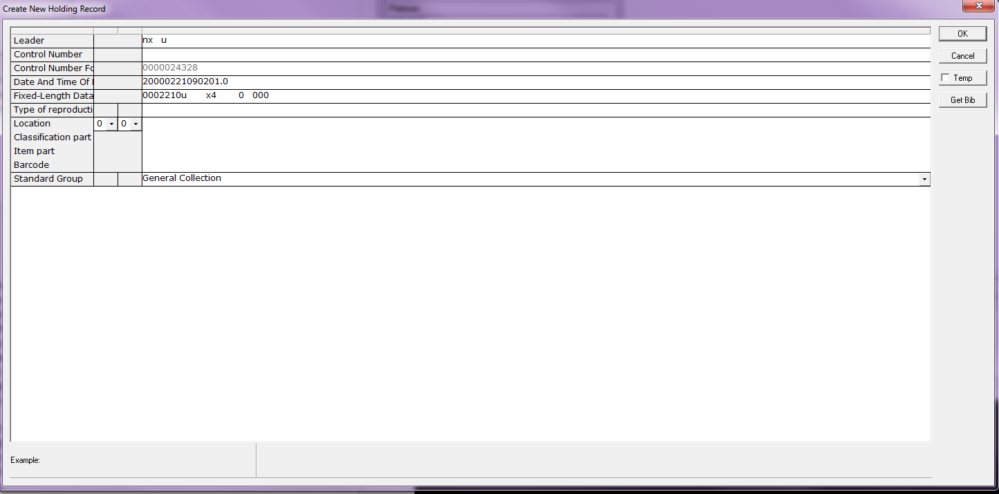 Create New Holding Record
Leader nx u
Control Number
Control Number Fo 0000024328
Date And Time Of 20000221090201.0
Fixed-Length Data 0002210u x4 0 000
Type of reproducti
Location 0 0
Classification part
Item part
Barcode
Standard Group General Collection
OK
Cancel
Temp
Get Bib
Example: